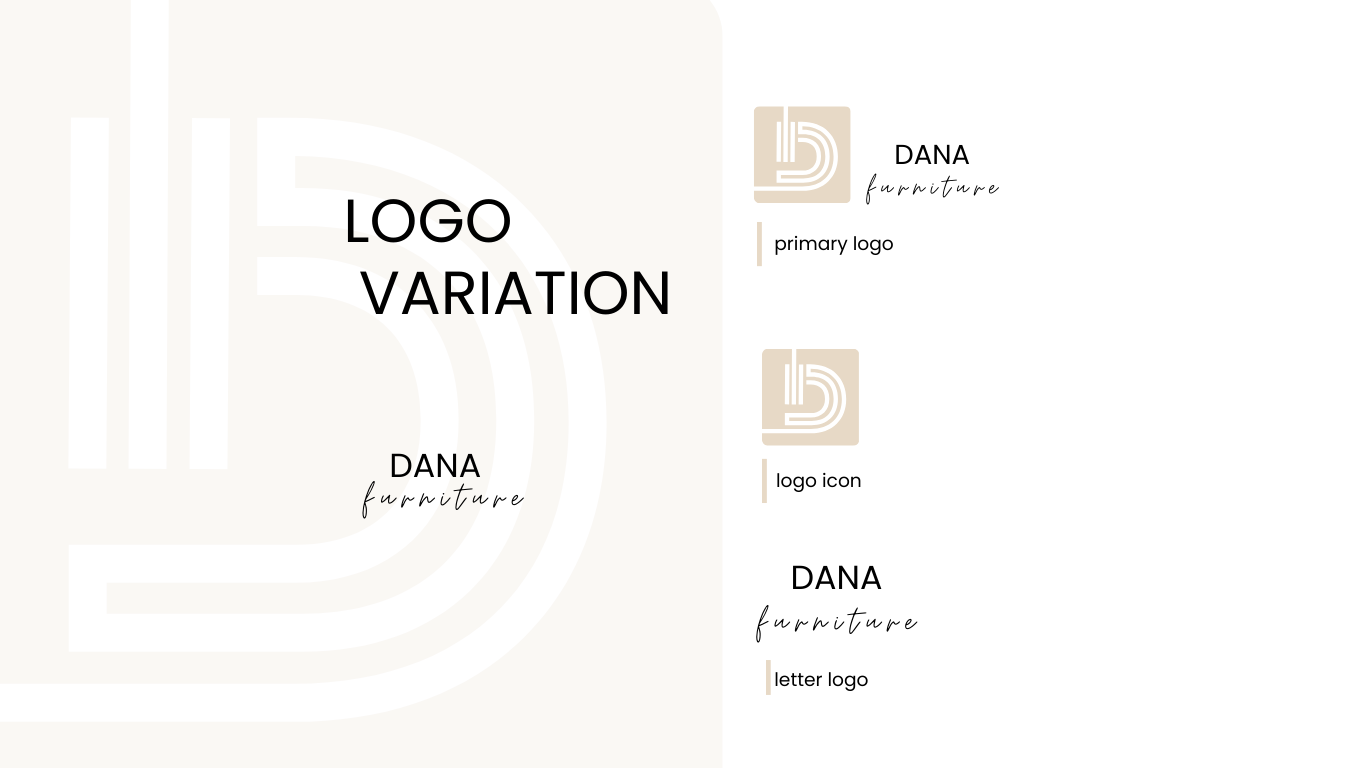 LOGO
VARIATION
DANA
furniture
DANA
furniture
primary logo
logo icon
DANA
furniture
letter logo